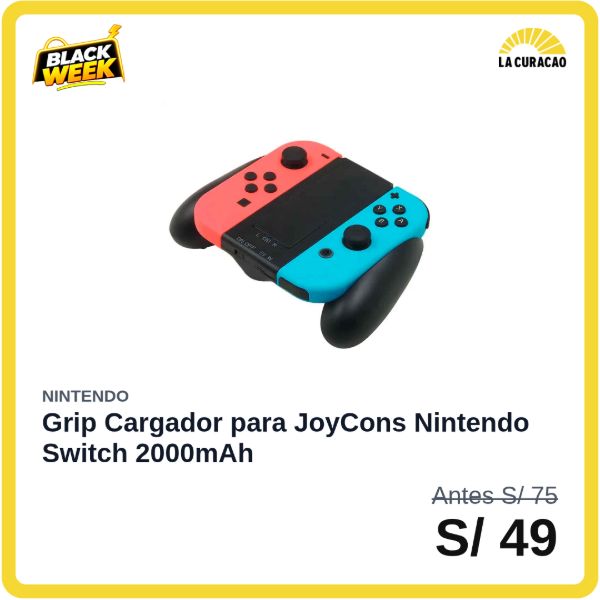 BLACK
WEEK
LA CURACAO
NINTENDO
Grip Cargador para JoyCons Nintendo
Switch 2000mAh
Antes S/ 75
S/ 49